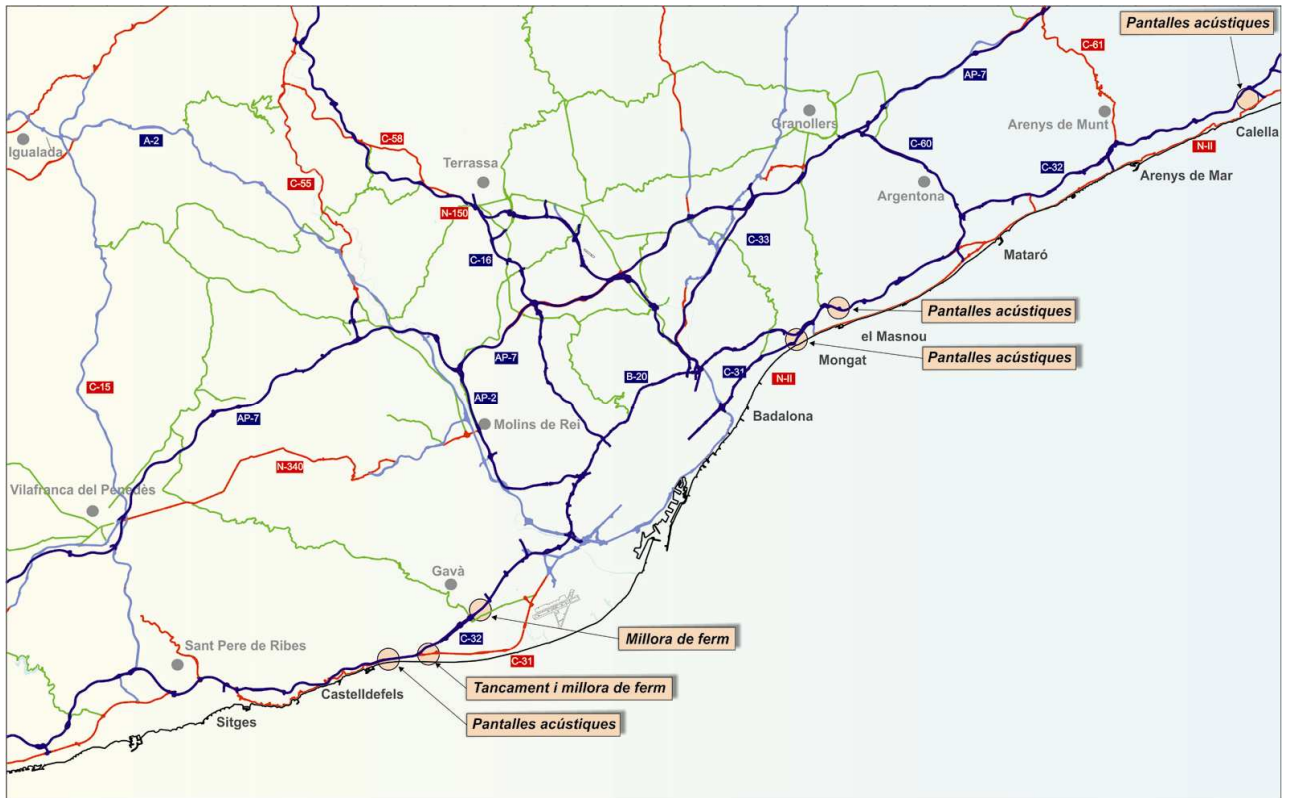 Pantalles acústiques
C-61
AP-7
Granollers
Arenys de Munt
Calella
A-2
C-58
C-60
N-II
Igualada
Terrassa
C-32
Arenys de Mar
C-55
Argentona
N-150
C-33
C-16
Mataró
Pantalles acústiques
el Masnou
Mongat
Pantalles acústiques
AP-7
B-20
C-31
N-II
C-15
AP-2
Badalona
AP-7
Molins de Rei
N-340
Vilafranca del Penedès
Gavà
C-32
Millora de ferm
Sant Pere de Ribes
C-31
Castelldefels
Tancament i millora de ferm
Sitges
Pantalles acústiques